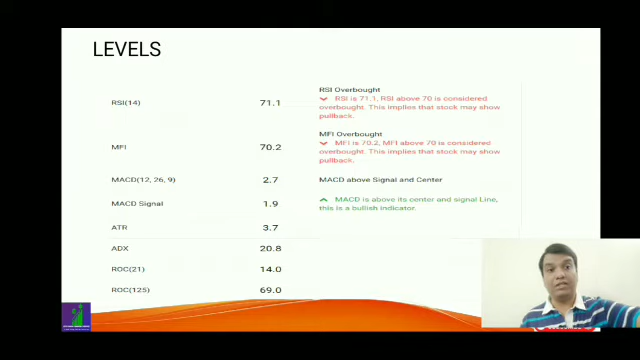 LEVELS
RSI(14) 71.1
RSI Overbought
RSI is 71.1, RSI above 70 is considered
overbought. This implies that stock may show
pullback.
MFI 70.2
MFI Overbought
MFI is 70.2, MFI above 70 is considered
overbought. This implies that stock may show
pullback.
MACD(12, 26, 9) 2.7 MACD above Signal and Center
MACD Signal 1.9
MACD is above its center and signal Line,
this is a bullish indicator.
ATR 3.7
ADX 20.8
ROC(21) 14.0
ROC(125) 69.0